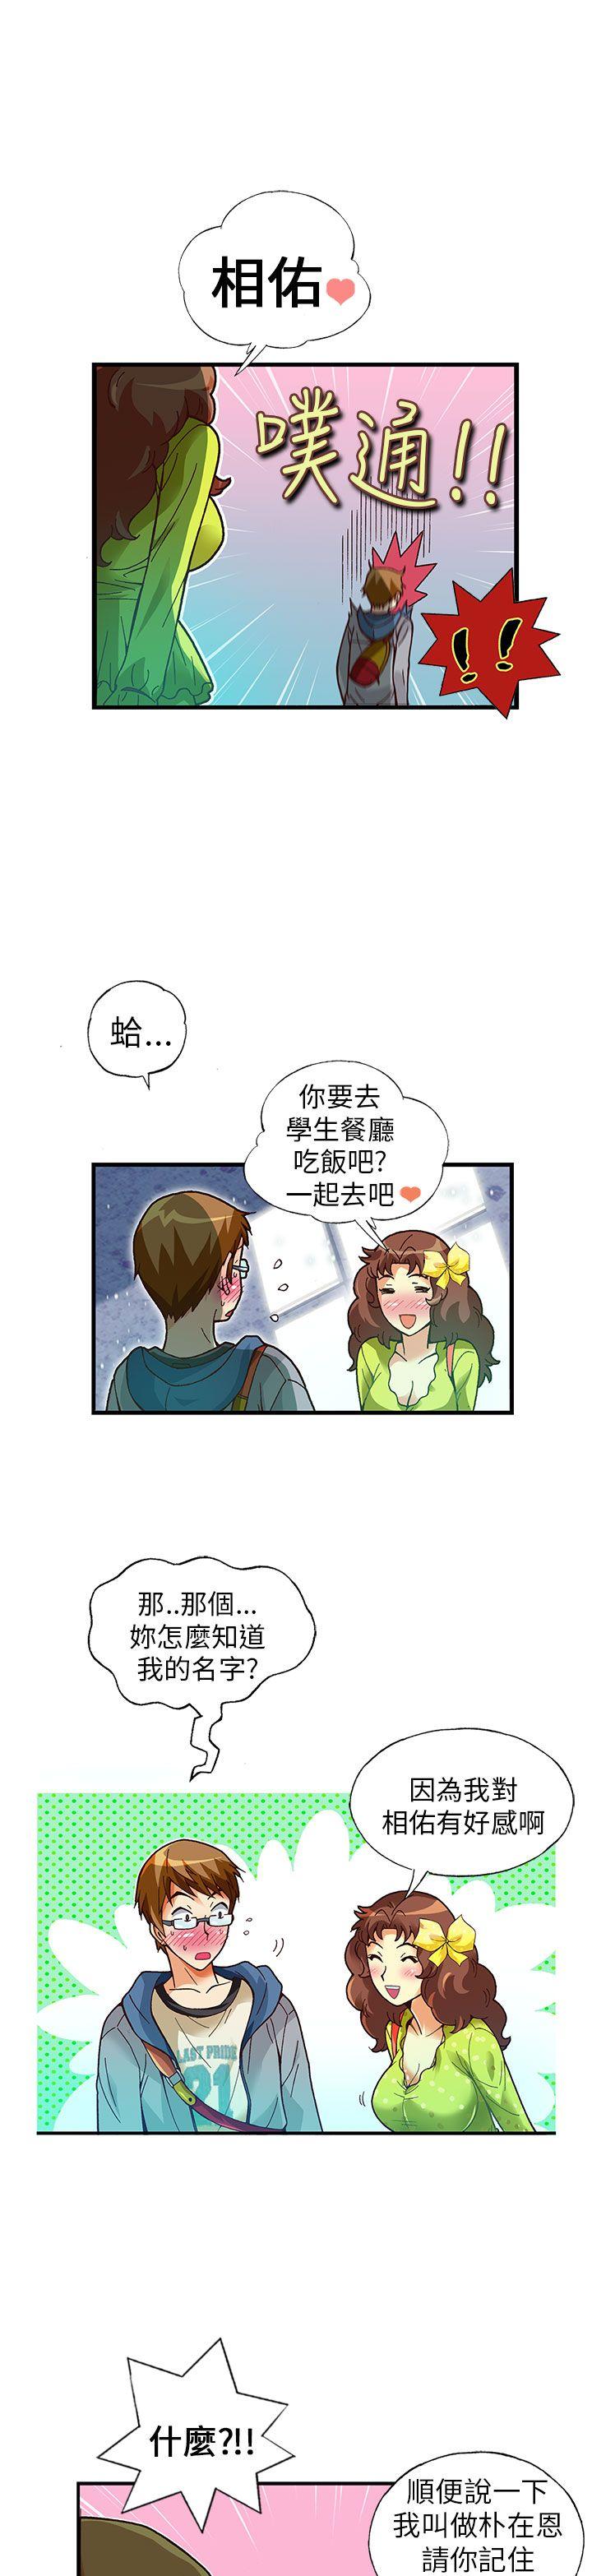 相佑❤
噗通!!
!!
蛤...
你要去
學生餐廳
吃飯吧?
一起去吧❤
那..那個...
妳怎麼知道
我的名字?
因為我對
相佑有好感啊
LAST PRIDE
21
什麼?!!
順便說一下
我叫做朴在恩
請你記住